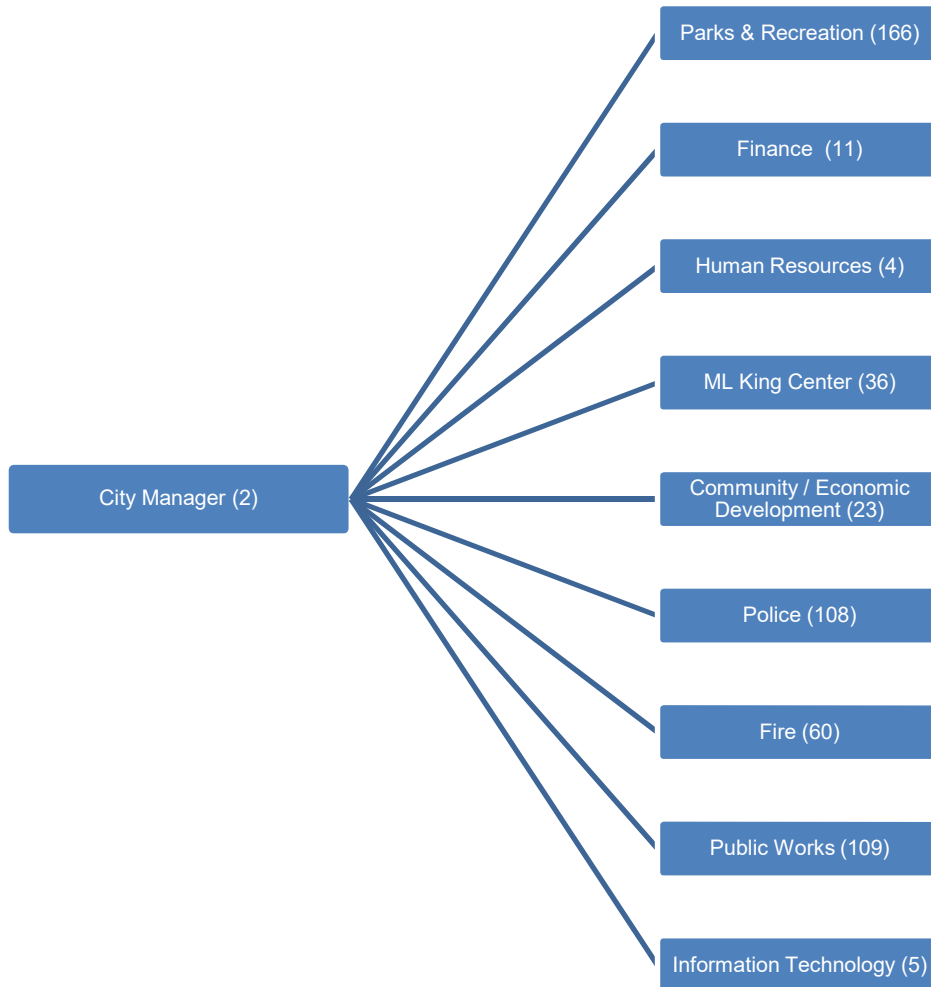 Parks & Recreation (166)
Finance  (11)
Human Resources (4)
ML King Center (36)
City Manager (2)
Community / Economic
Development (23)
Police (108)
Fire (60)
Public Works (109)
Information Technology (5)